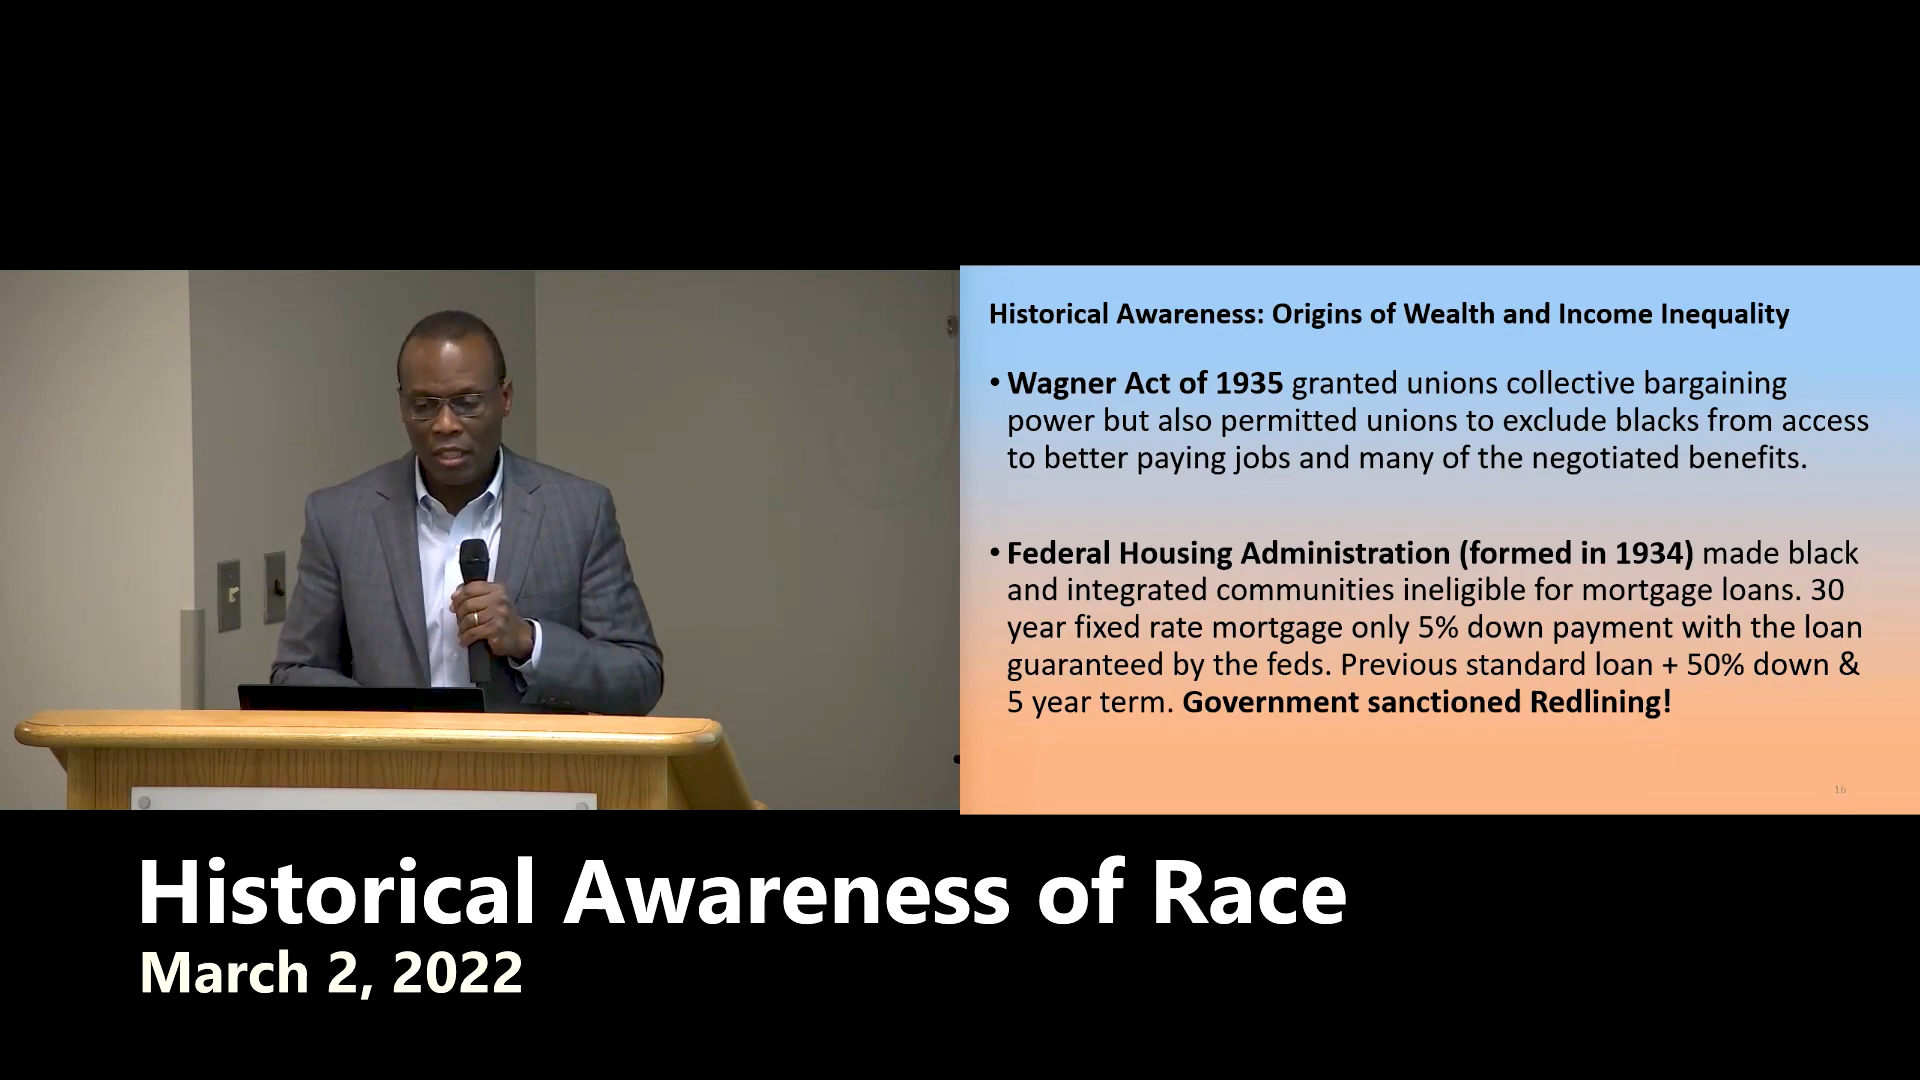 Historical Awareness: Origins of Wealth and Income Inequality
• Wagner Act of 1935 granted unions collective bargaining
power but also permitted unions to exclude blacks from access
to better paying jobs and many of the negotiated benefits.
• Federal Housing Administration (formed in 1934) made black
and integrated communities ineligible for mortgage loans. 30
year fixed rate mortgage only 5% down payment with the loan
guaranteed by the feds. Previous standard loan + 50% down &
5 year term. Government sanctioned Redlining!
16
Historical Awareness of Race
March 2, 2022